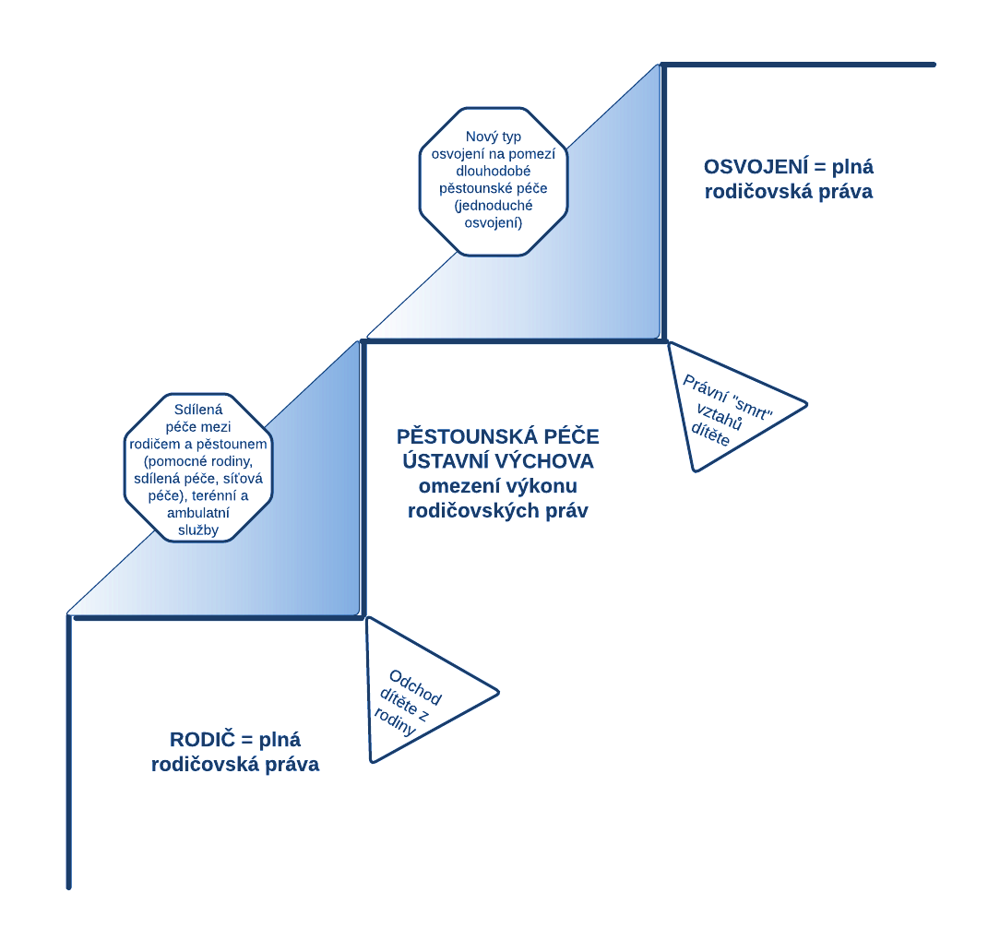 Nový typ
osvojení na pomezí
dlouhodobé
pěstounské péče
(jednoduché
osvojení)
OSVOJENÍ = plná
rodičovská práva
Sdílená
péče mezi
rodičem a pěstounem
(pomocné rodiny,
sdílená péče, síťová
péče), terénní a
ambulatní
služby
PĚSTOUNSKÁ PÉČE
ÚSTAVNÍ VÝCHOVA
omezení výkonu
rodičovských práv
Právní "smrt"
vztahů
dítěte
RODIČ = plná
rodičovská práva
Odchod
dítěte z
rodiny